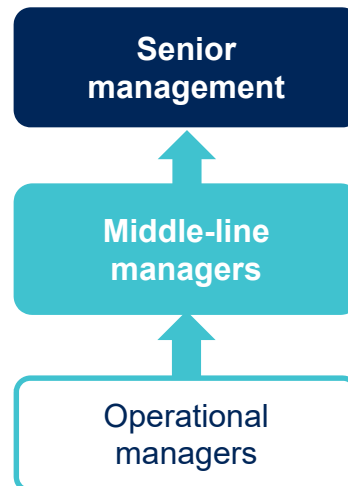 Senior
management
Middle-line
managers
Operational
managers